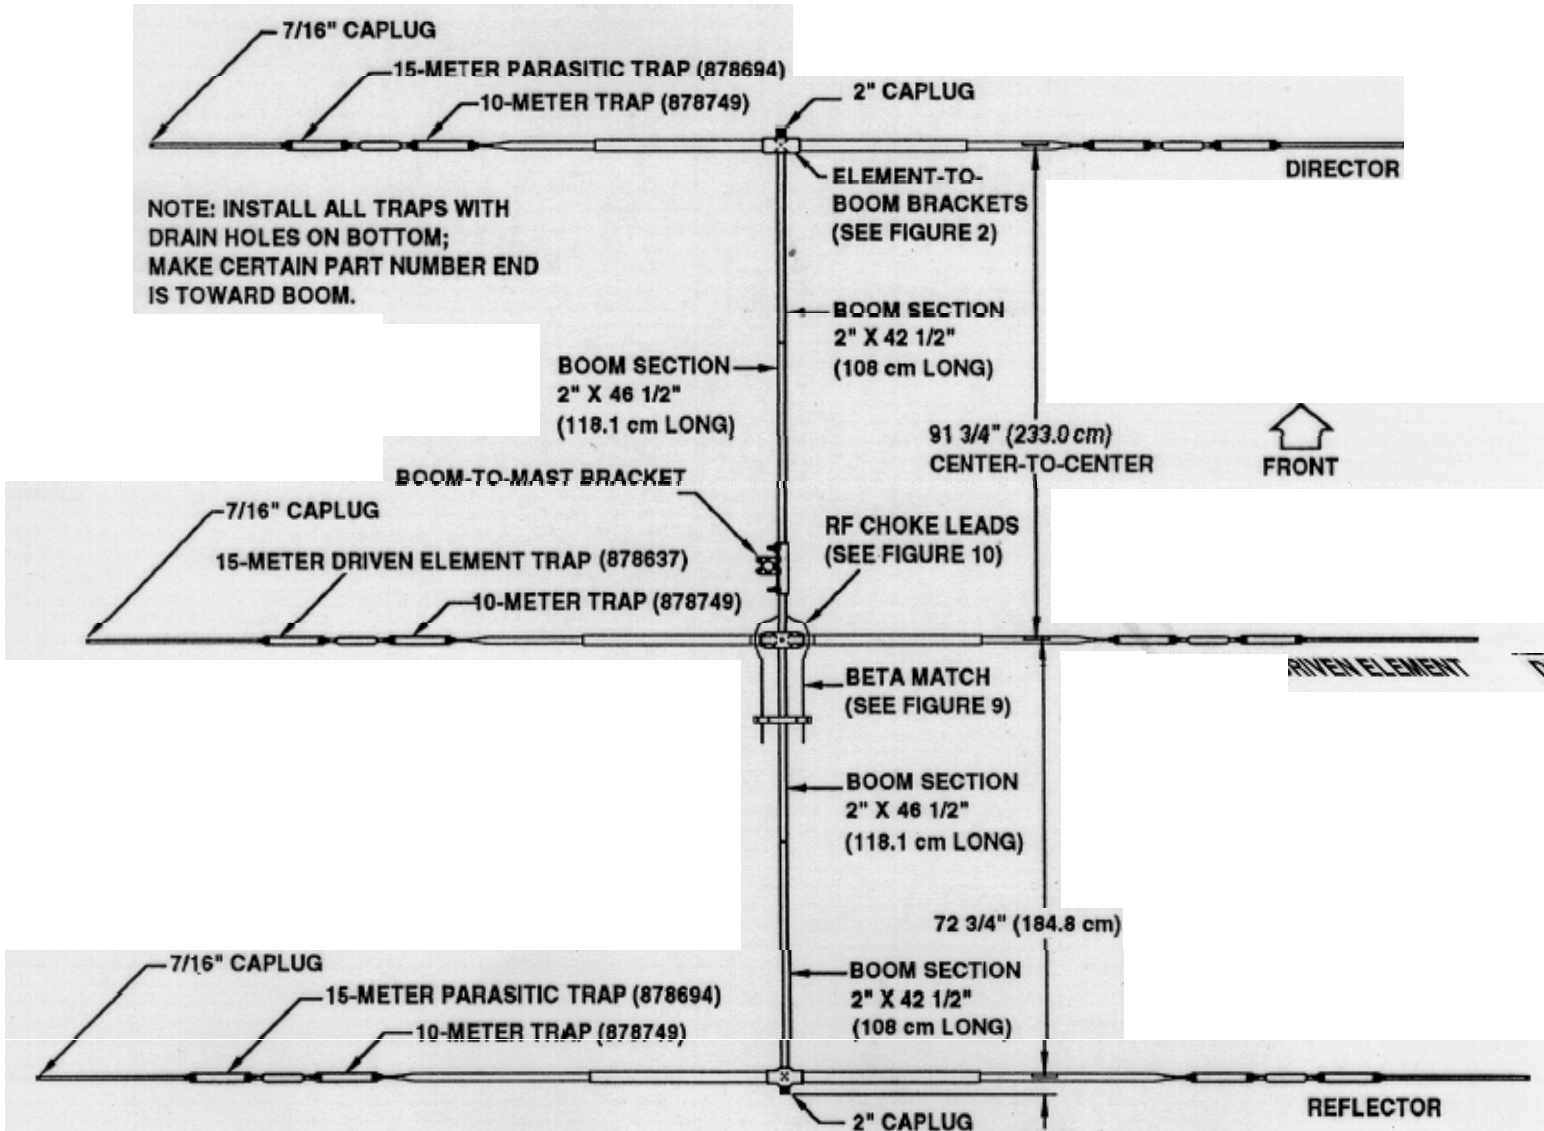 7/16" CAPLUG
15-METER PARASITIC TRAP (878694)
10-METER TRAP (878749)
2" CAPLUG
DIRECTOR
ELEMENT-TO-
BOOM BRACKETS
(SEE FIGURE 2)
NOTE: INSTALL ALL TRAPS WITH
DRAIN HOLES ON BOTTOM;
MAKE CERTAIN PART NUMBER END
IS TOWARD BOOM.
BOOM SECTION
2" X 42 1/2"
(108 cm LONG)
BOOM SECTION
2" X 46 1/2"
(118.1 cm LONG)
91 3/4" (233.0 cm)
CENTER-TO-CENTER
FRONT
BOOM-TO-MAST BRACKET
7/16" CAPLUG
RF CHOKE LEADS
(SEE FIGURE 10)
15-METER DRIVEN ELEMENT TRAP (878637)
10-METER TRAP (878749)
RIVEN ELEMENT
BETA MATCH
(SEE FIGURE 9)
BOOM SECTION
2" X 46 1/2"
(118.1 cm LONG)
72 3/4" (184.8 cm)
7/16" CAPLUG
15-METER PARASITIC TRAP (878694)
10-METER TRAP (878749)
BOOM SECTION
2" X 42 1/2"
(108 cm LONG)
2" CAPLUG
REFLECTOR